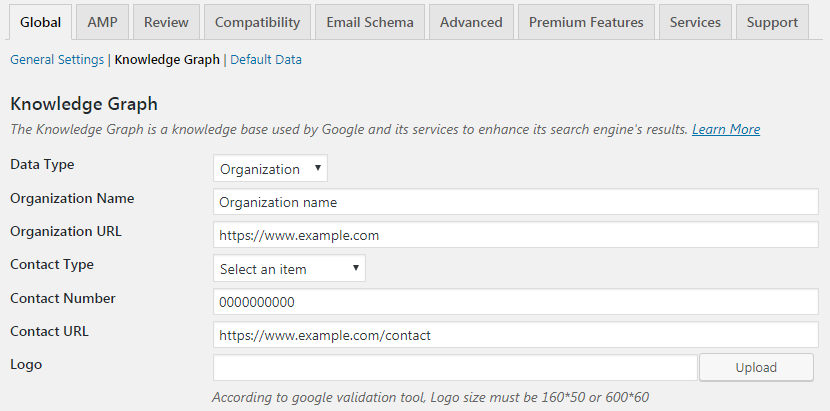 Global AMP Review Compatibility Email Schema Advanced Premium Features Services Support
General Settings | Knowledge Graph | Default Data
Knowledge Graph
The Knowledge Graph is a knowledge base used by Google and its services to enhance its search engine's results. Learn More
Data Type Organization
Organization Name Organization name
Organization URL https://www.example.com
Contact Type Select an item
Contact Number 0000000000
Contact URL https://www.example.com/contact
Logo Upload
According to google validation tool, Logo size must be 160*50 or 600*60